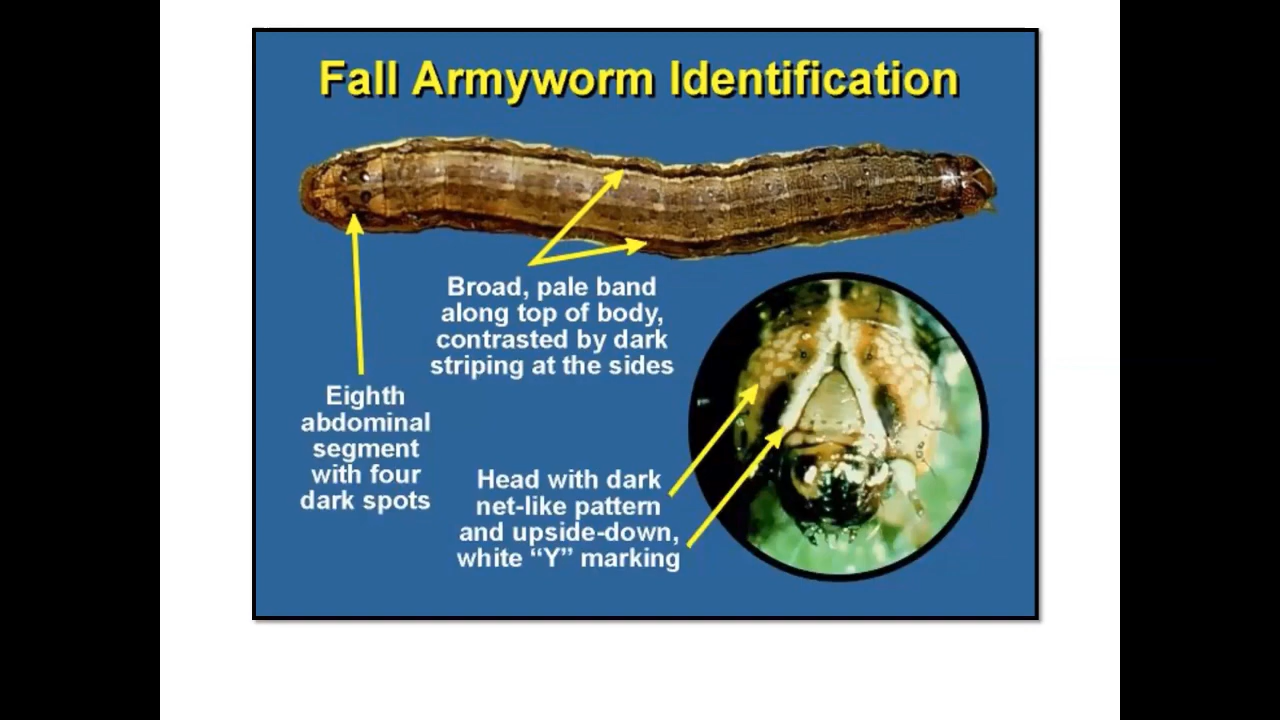 Fall Armyworm Identification
Broad, pale band
along top of body,
contrasted by dark
striping at the sides
Eighth
abdominal
segment
with four
dark spots
Head with dark
net-like pattern
and upside-down,
white “Y” marking